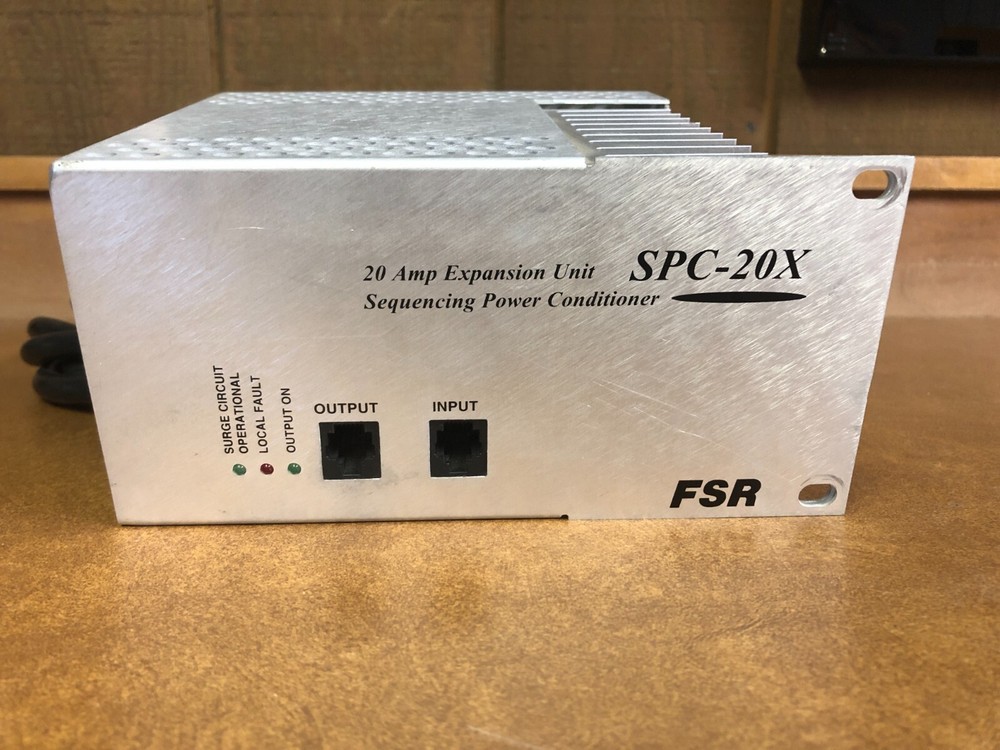 20 Amp Expansion Unit SPC-20X
Sequencing Power Conditioner
SURGE CIRCUIT
OPERATIONAL
LOCAL FAULT
OUTPUT ON
OUTPUT
INPUT
FSR